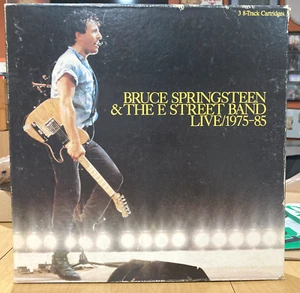 3 8-Track Cartridges
BRUCE SPRINGSTEEN
& THE E STREET BAND
LIVE/1975-85